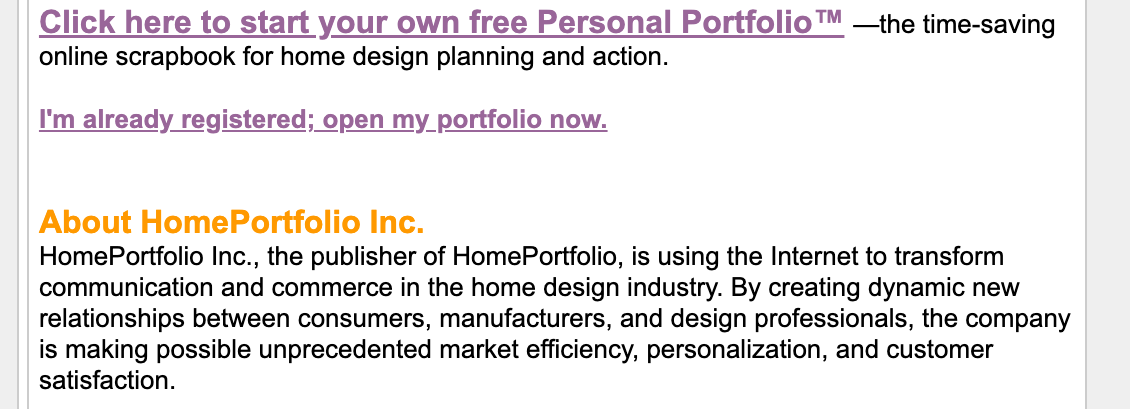 Click here to start your own free Personal Portfolio™ —the time-saving
online scrapbook for home design planning and action.
I'm already registered; open my portfolio now.
About HomePortfolio Inc.
HomePortfolio Inc., the publisher of HomePortfolio, is using the Internet to transform
communication and commerce in the home design industry. By creating dynamic new
relationships between consumers, manufacturers, and design professionals, the company
is making possible unprecedented market efficiency, personalization, and customer
satisfaction.